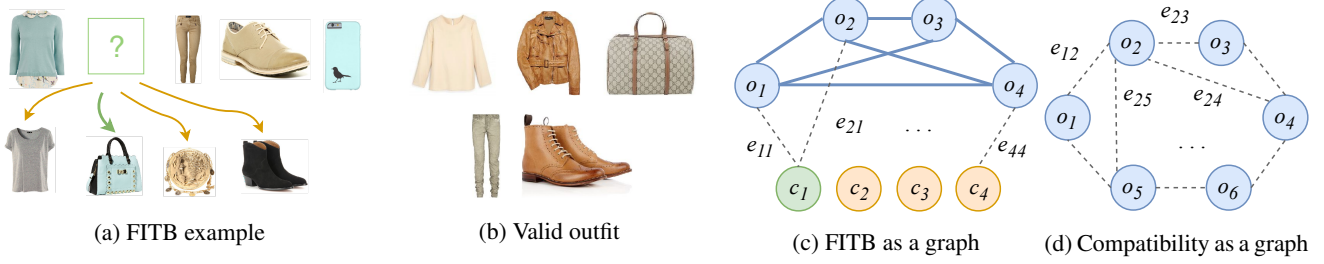 ?
(a) FITB example
(b) Valid outfit
o2 o3
o1 o4
e11 e21 . . . e44
c1 c2 c3 c4
(c) FITB as a graph
e23
e12 o2 o3
e25 e24
o1 o4
. . .
o5 o6
(d) Compatibility as a graph